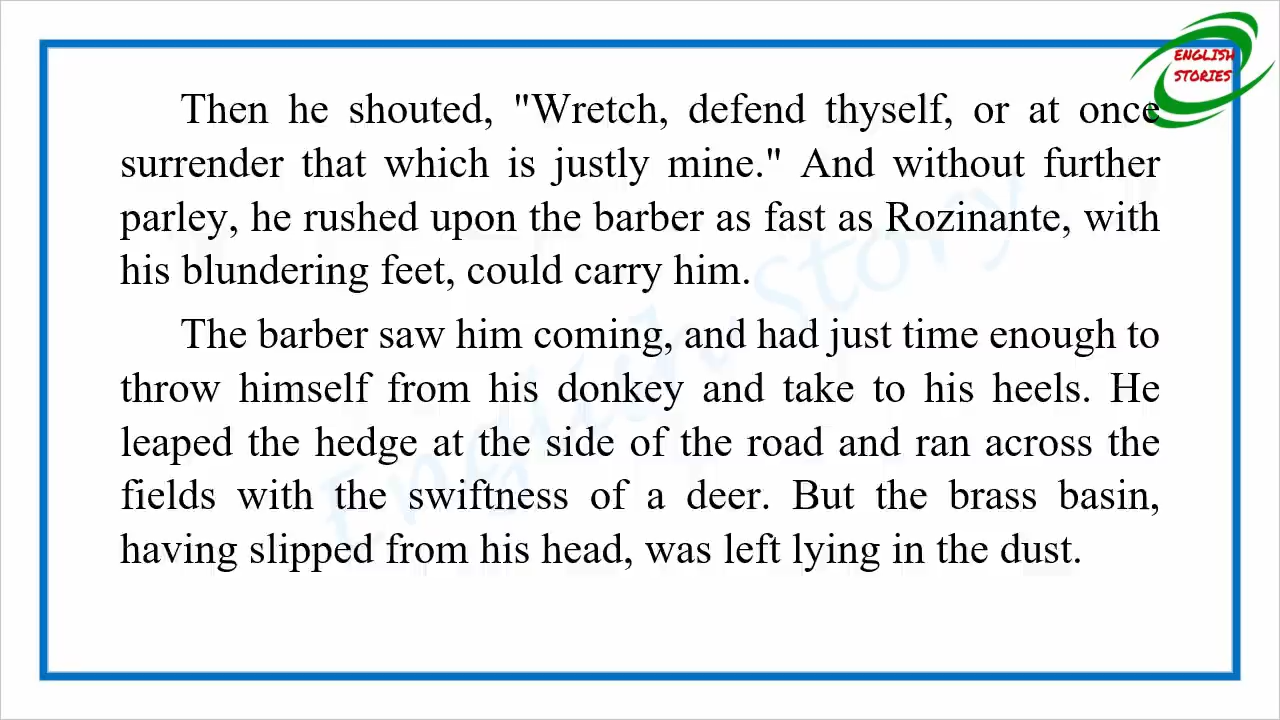 ENGLISH
STORIES
Then he shouted, "Wretch, defend thyself, or at once
surrender that which is justly mine." And without further
parley, he rushed upon the barber as fast as Rozinante, with
his blundering feet, could carry him.
The barber saw him coming, and had just time enough to
throw himself from his donkey and take to his heels. He
leaped the hedge at the side of the road and ran across the
fields with the swiftness of a deer. But the brass basin,
having slipped from his head, was left lying in the dust.
English Story